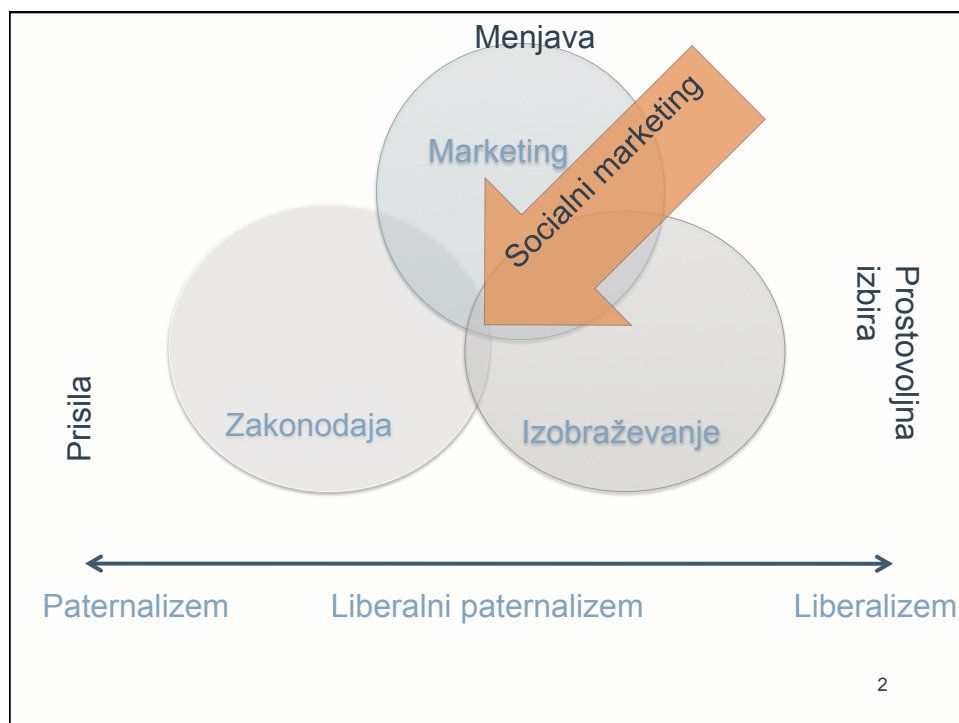 Menjava
Marketing
Socialni marketing
Prostovoljna
izbira
Prisila
Zakonodaja
Izobraževanje
Paternalizem
Liberalni paternalizem
Liberalizem
2